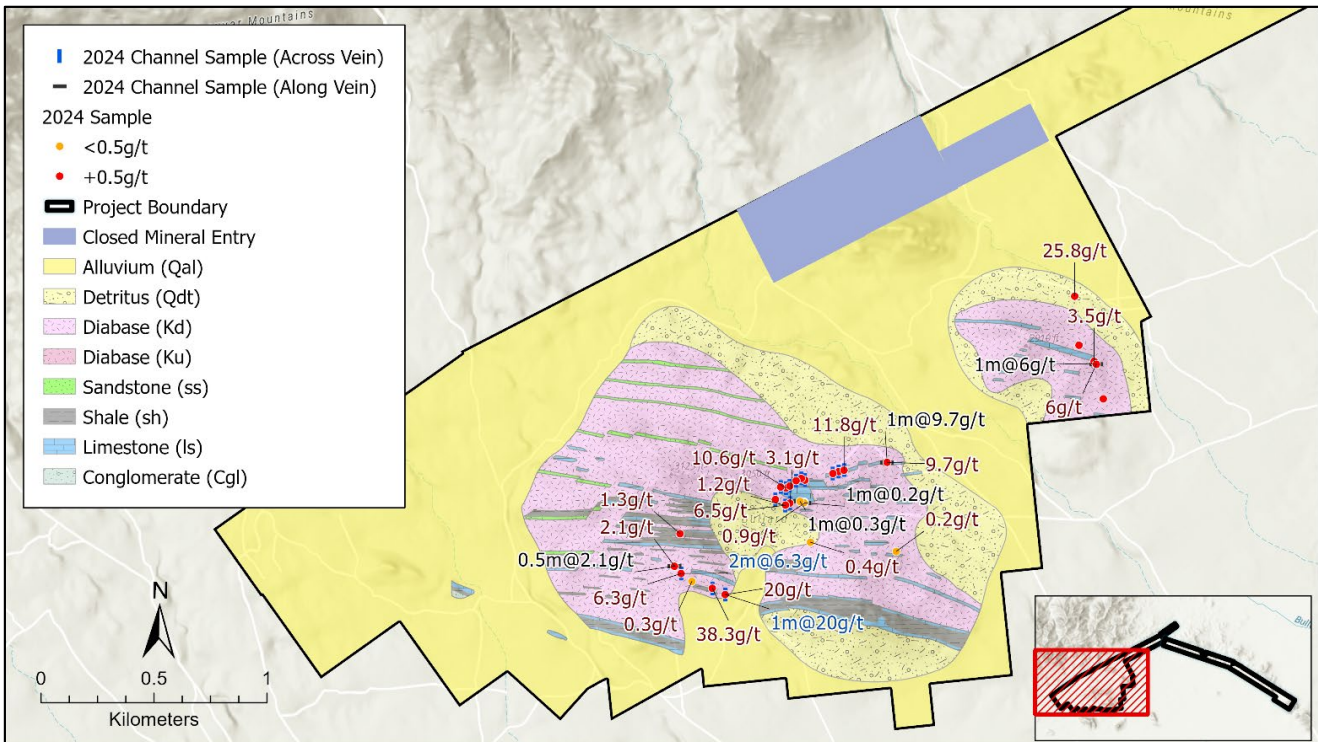 Mountains
Mountains
2024 Channel Sample (Across Vein)
2024 Channel Sample (Along Vein)
2024 Sample
<0.5g/t
+0.5g/t
Project Boundary
Closed Mineral Entry
Alluvium (Qal)
Detritus (Qdt)
Diabase (Kd)
Diabase (Ku)
Sandstone (ss)
Shale (sh)
Limestone (ls)
Conglomerate (Cgl)
25.8g/t
3.5g/t
1m@6g/t
6g/t
11.8g/t
1m@9.7g/t
10.6g/t
3.1g/t
9.7g/t
1.2g/t
1m@0.2g/t
1.3g/t
6.5g/t
1m@0.3g/t
0.2g/t
2.1g/t
0.9g/t
0.5m@2.1g/t
2m@6.3g/t
0.4g/t
6.3g/t
20g/t
0.3g/t
38.3g/t
1m@20g/t
N
0
0.5
1
Kilometers